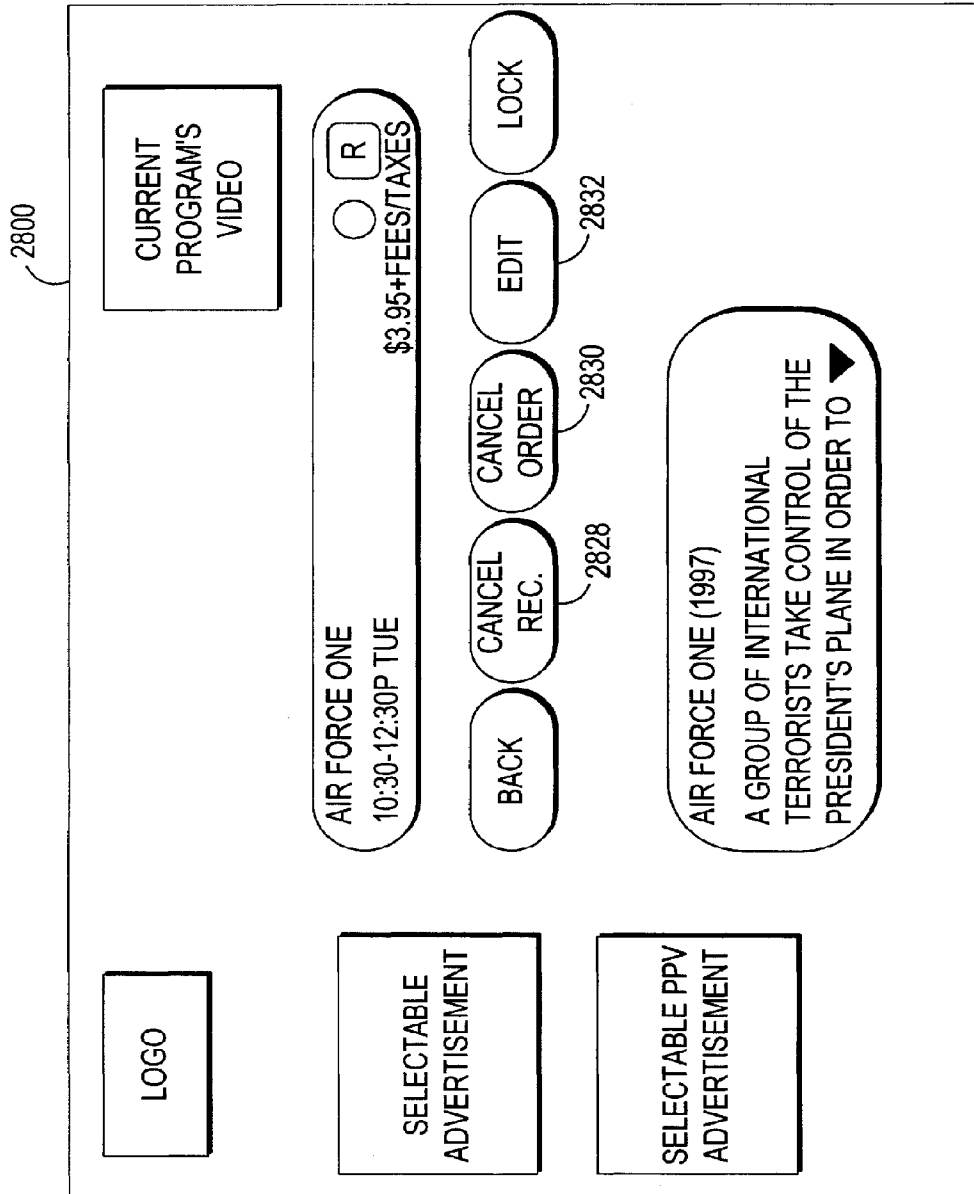 2800
LOGO
CURRENT
PROGRAM'S
VIDEO
SELECTABLE
ADVERTISEMENT
SELECTABLE PPV
ADVERTISEMENT
AIR FORCE ONE
10:30-12:30P TUE
R
$3.95+FEES/TAXES
BACK
CANCEL
REC.
CANCEL
ORDER
EDIT
LOCK
2828
2830
2832
AIR FORCE ONE (1997)
A GROUP OF INTERNATIONAL
TERRORISTS TAKE CONTROL OF THE
PRESIDENT'S PLANE IN ORDER TO